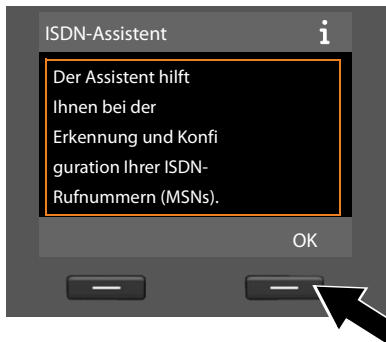 ISDN-Assistent i
Der Assistent hilft
Ihnen bei der
Erkennung und Konfi
guration Ihrer ISDN-
Rufnummern (MSNs).
OK